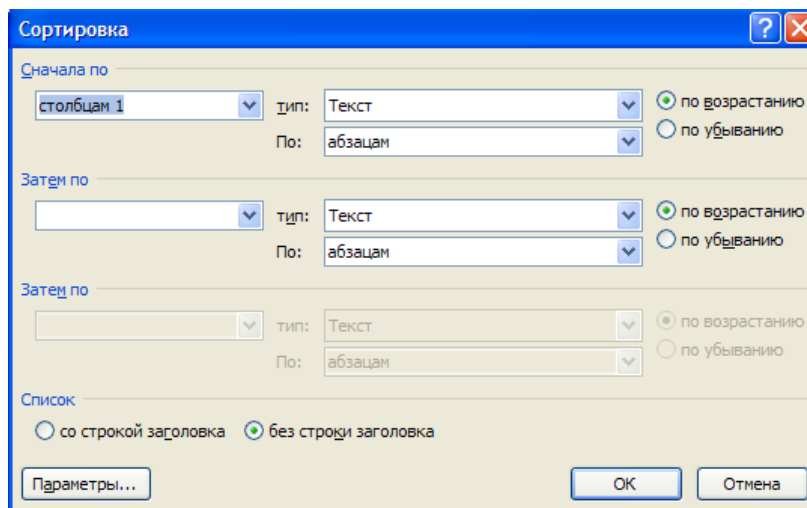 Сортировка
Сначала по
столбцам 1 тип: Текст по возрастанию
По: абзацам по убыванию
Затем по
тип: Текст по возрастанию
По: абзацам по убыванию
Затем по
тип: Текст по возрастанию
По: абзацам по убыванию
Список
со строкой заголовка без строки заголовка
Параметры... ОК Отмена